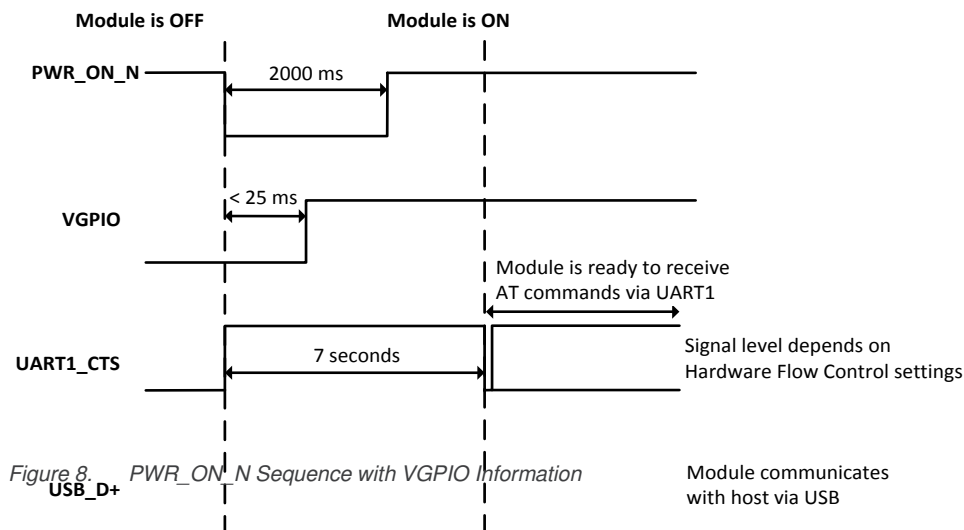 Module is OFF
Module is ON
PWR_ON_N
2000 ms
< 25 ms
VGPIO
Module is ready to receive
AT commands via UART1
UART1_CTS
7 seconds
Signal level depends on
Hardware Flow Control settings
Figure 8. PWR_ON_N Sequence with VGPIO Information
USB_D+
Module communicates
with host via USB